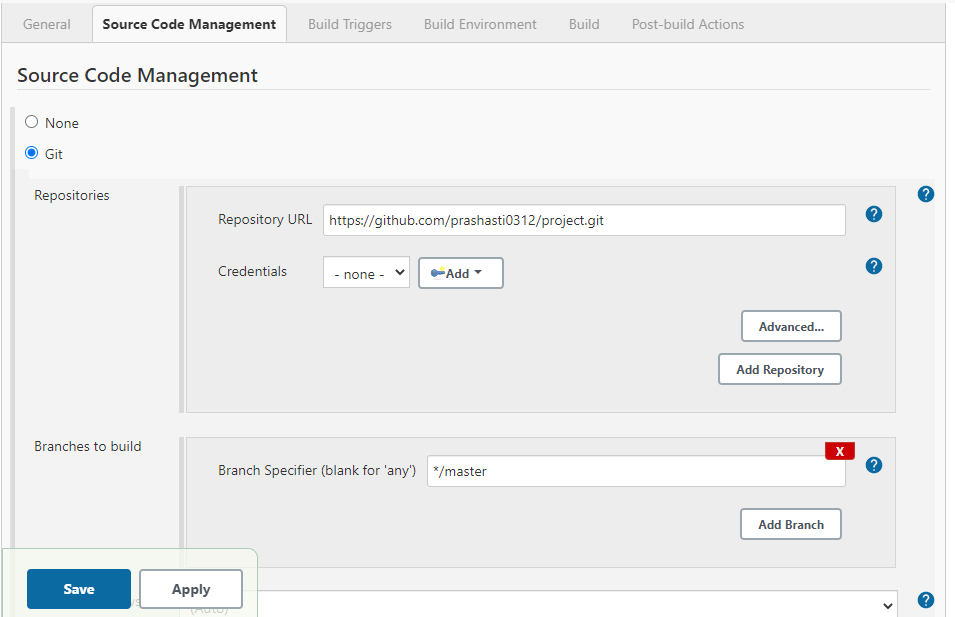 General Source Code Management Build Triggers Build Environment Build Post-build Actions
Source Code Management
None
Git
Repositories
?
Repository URL https://github.com/prashasti0312/project.git ?
Credentials - none - Add ?
Advanced...
Add Repository
Branches to build
X
Branch Specifier (blank for 'any') */master ?
Add Branch
Save Apply
(Auto) ?